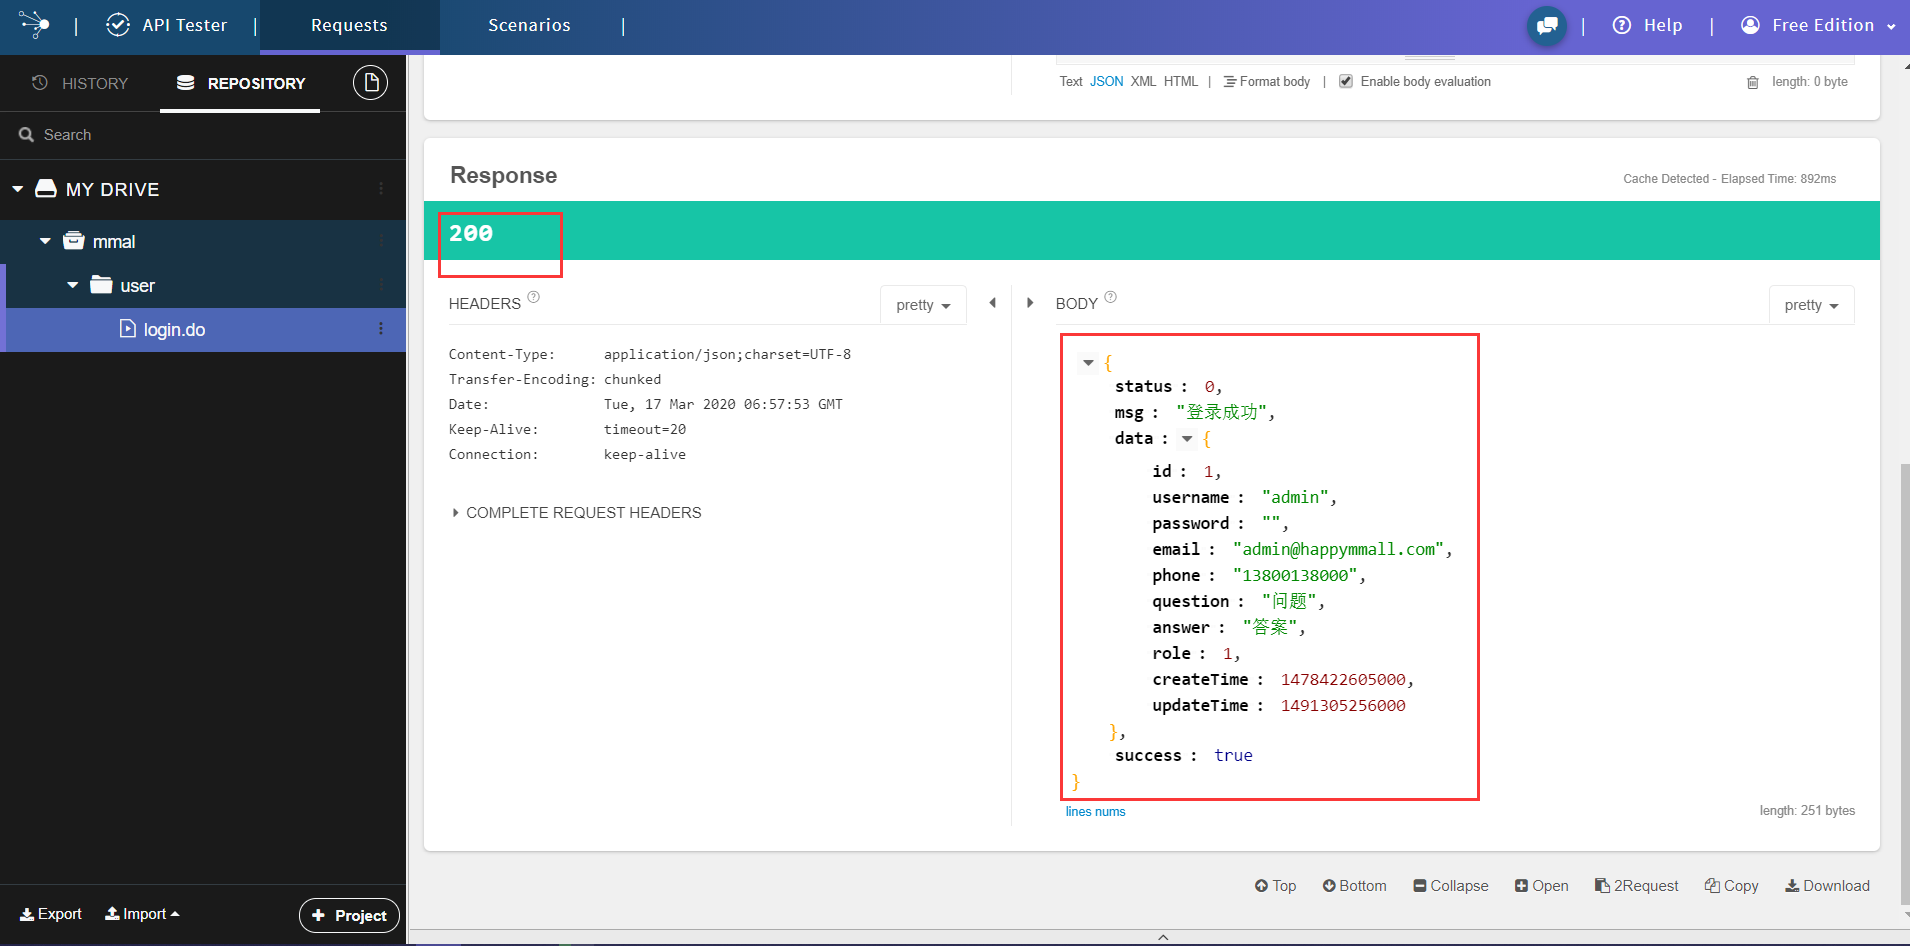 | API Tester | Requests Scenarios | | Help | Free Edition
HISTORY REPOSITORY
Search
MY DRIVE
mmal
user
login.do
Export Import + Project
Text JSON XML HTML | Format body | Enable body evaluation length: 0 byte
Response
Cache Detected - Elapsed Time: 892ms
200
HEADERS ? pretty
Content-Type: application/json;charset=UTF-8
Transfer-Encoding: chunked
Date: Tue, 17 Mar 2020 06:57:53 GMT
Keep-Alive: timeout=20
Connection: keep-alive
COMPLETE REQUEST HEADERS
BODY ? pretty
{
status : 0,
msg : "登录成功",
data : {
id : 1,
username : "admin",
password : "",
email : "admin@happymmall.com",
phone : "13800138000",
question : "问题",
answer : "答案",
role : 1,
createTime : 1478422605000,
updateTime : 1491305256000
},
success : true
}
lines nums length: 251 bytes
Top Bottom Collapse Open 2Request Copy Download